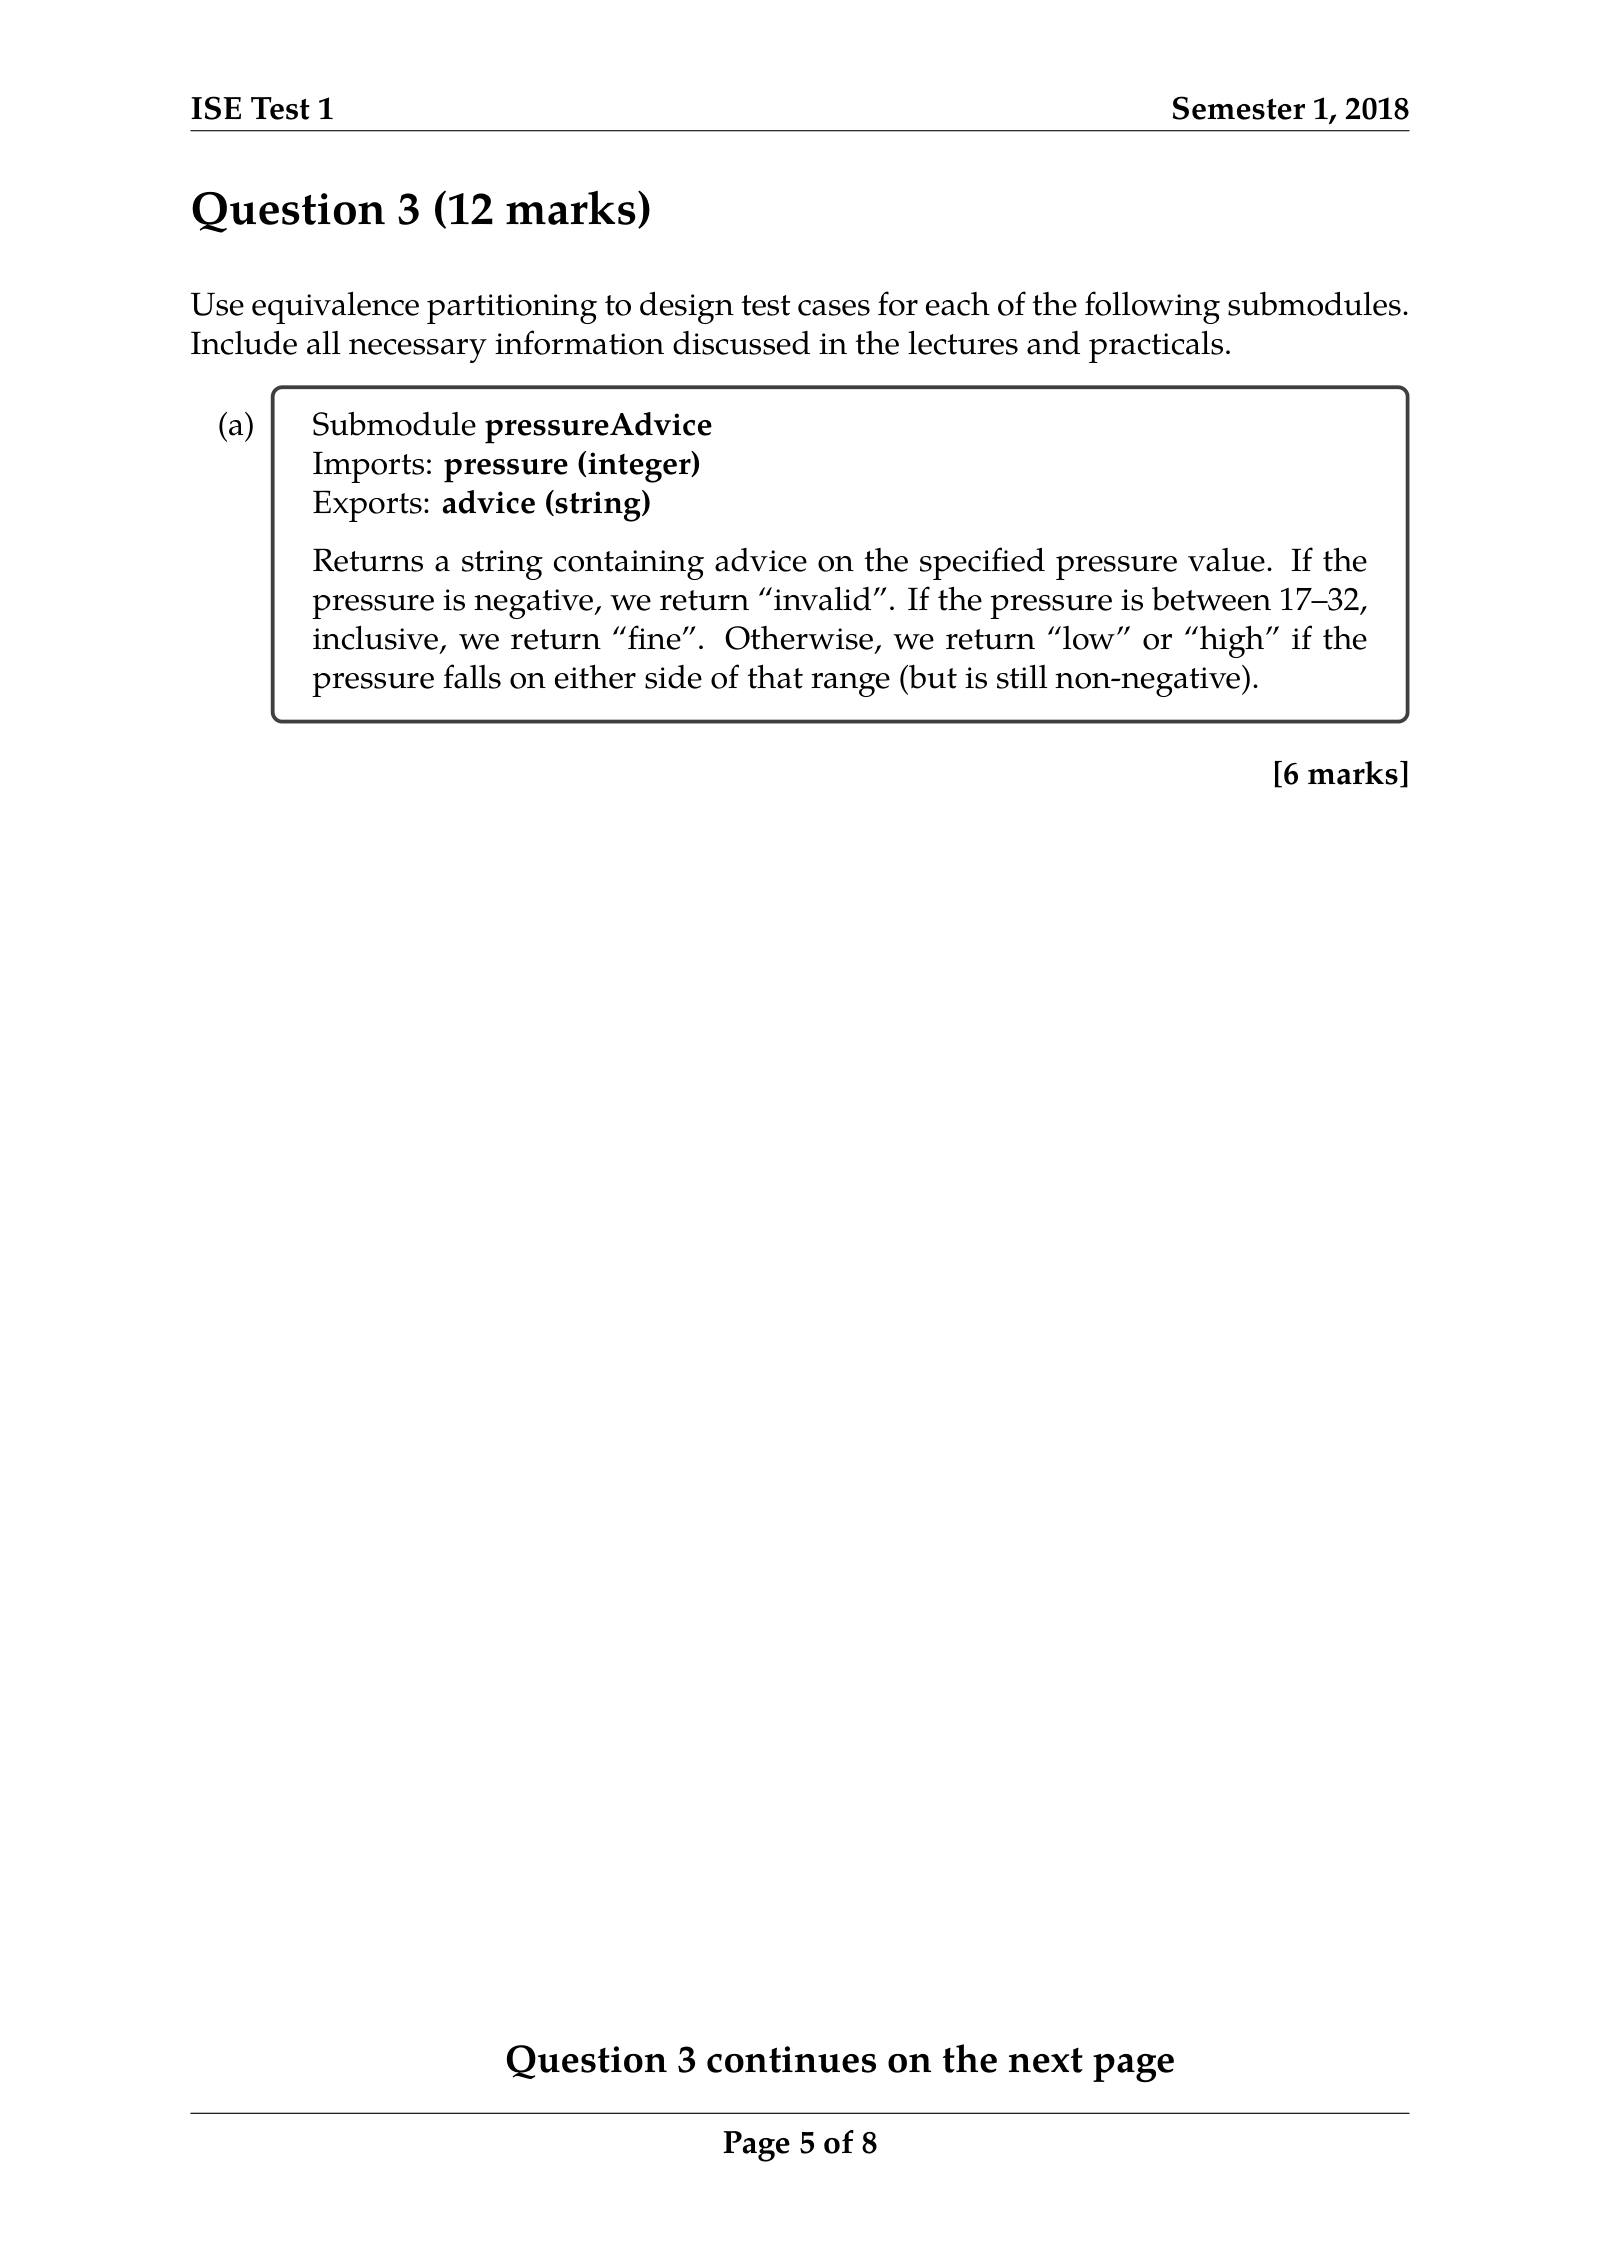 ISE Test 1 Semester 1, 2018
Question 3 (12 marks)
Use equivalence partitioning to design test cases for each of the following submodules.
Include all necessary information discussed in the lectures and practicals.
(a) Submodule pressureAdvice
Imports: pressure (integer)
Exports: advice (string)
Returns a string containing advice on the specified pressure value. If the
pressure is negative, we return “invalid”. If the pressure is between 17–32,
inclusive, we return “fine”. Otherwise, we return “low” or “high” if the
pressure falls on either side of that range (but is still non-negative).
[6 marks]
Question 3 continues on the next page
Page 5 of 8